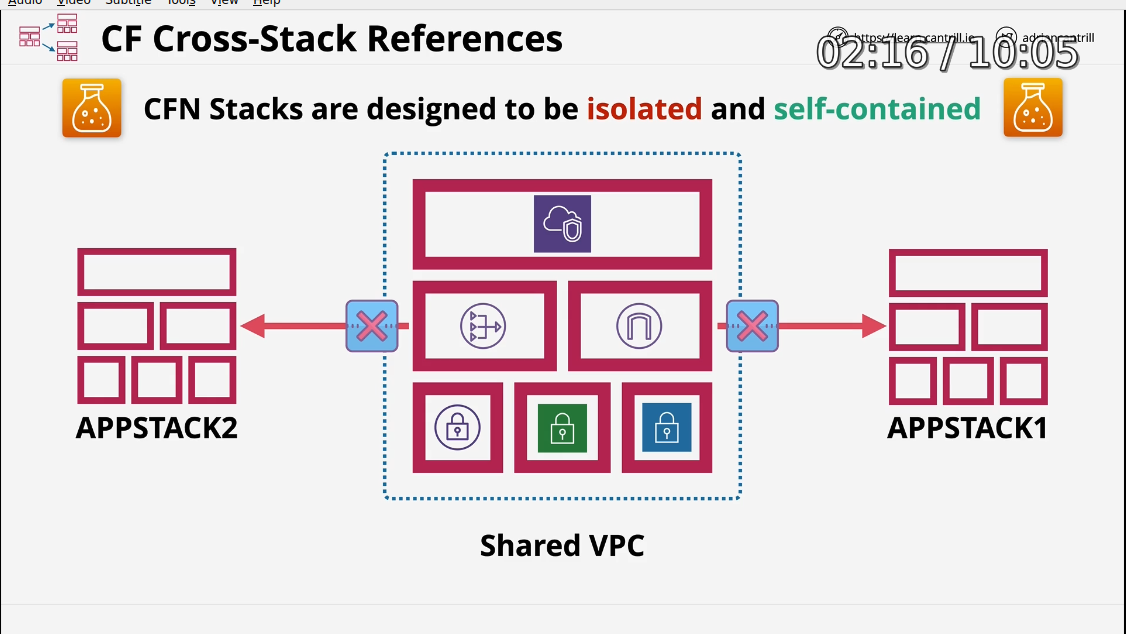 Audio Video Subtitle Tools View Help
CF Cross-Stack References
https://learn.cantrill.io
adriancantrill
02:16 / 10:05
CFN Stacks are designed to be isolated and self-contained
APPSTACK2
APPSTACK1
Shared VPC